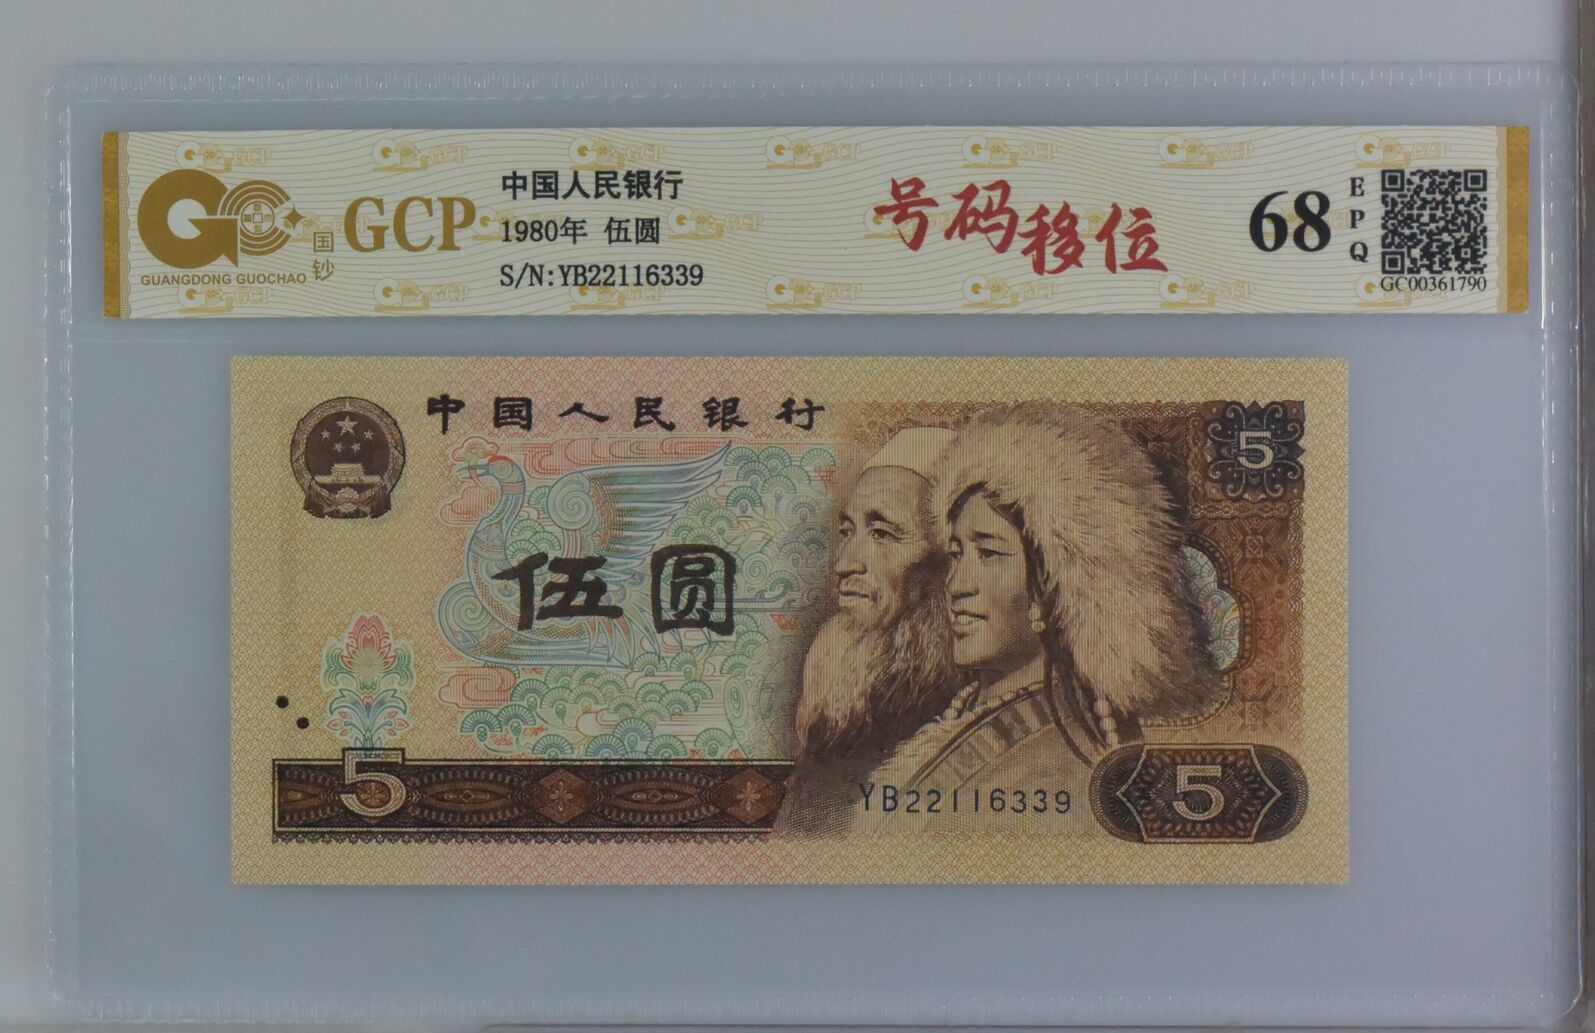 GCP
国钞
GUANGDONG GUOCHAO
中国人民银行
1980年 伍圆
S/N:YB22116339
号码移位
68
EPQ
GC00361790
中国人民银行
5
伍圆
5
YB22116339
5